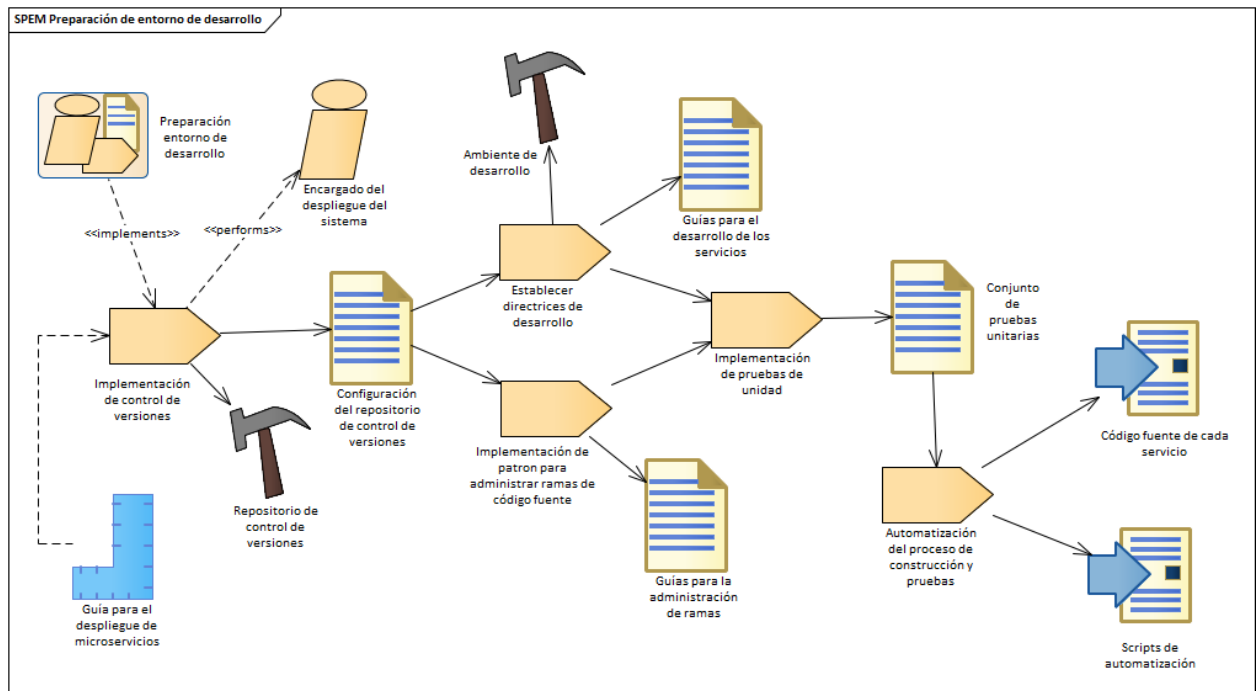 SPEM Preparación de entorno de desarrollo
Preparación
entorno de
desarrollo
Encargado del
despliegue del
sistema
<<implements>>
<<performs>>
Ambiente de
desarrollo
Guías para el
desarrollo de los
servicios
Establecer
directrices de
desarrollo
Conjunto
de
pruebas
unitarias
Implementación
de control de
versiones
Configuración
del repositorio
de control de
versiones
Implementación
de pruebas de
unidad
Código fuente de cada
servicio
Implementación de
patron para
administrar ramas de
código fuente
Repositorio de
control de
versiones
Automatización
del proceso de
construcción y
pruebas
Guías para la
administración
de ramas
Guía para el
despliegue de
microservicios
Scripts de
automatización